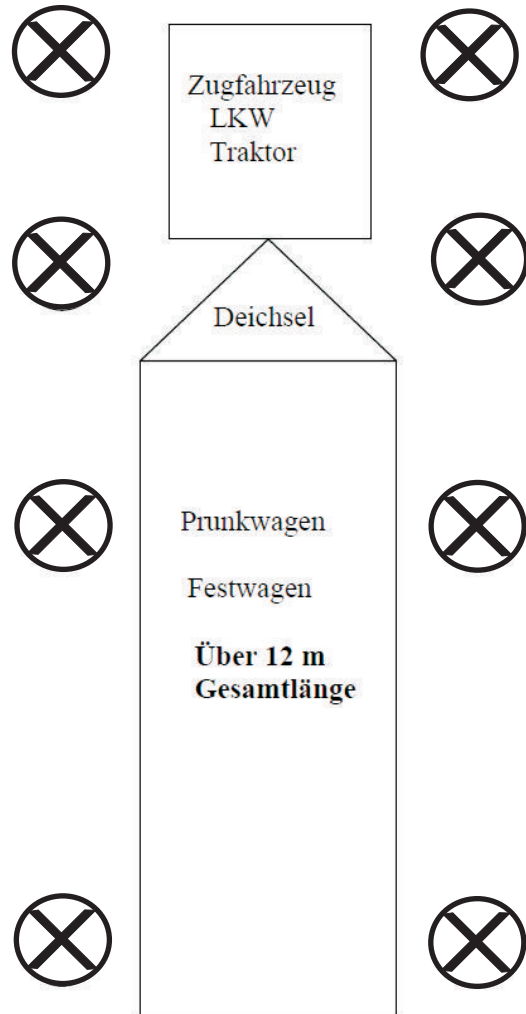 Zugfahrzeug
LKW
Traktor
Deichsel
Prunkwagen
Festwagen
Über 12 m
Gesamtlänge